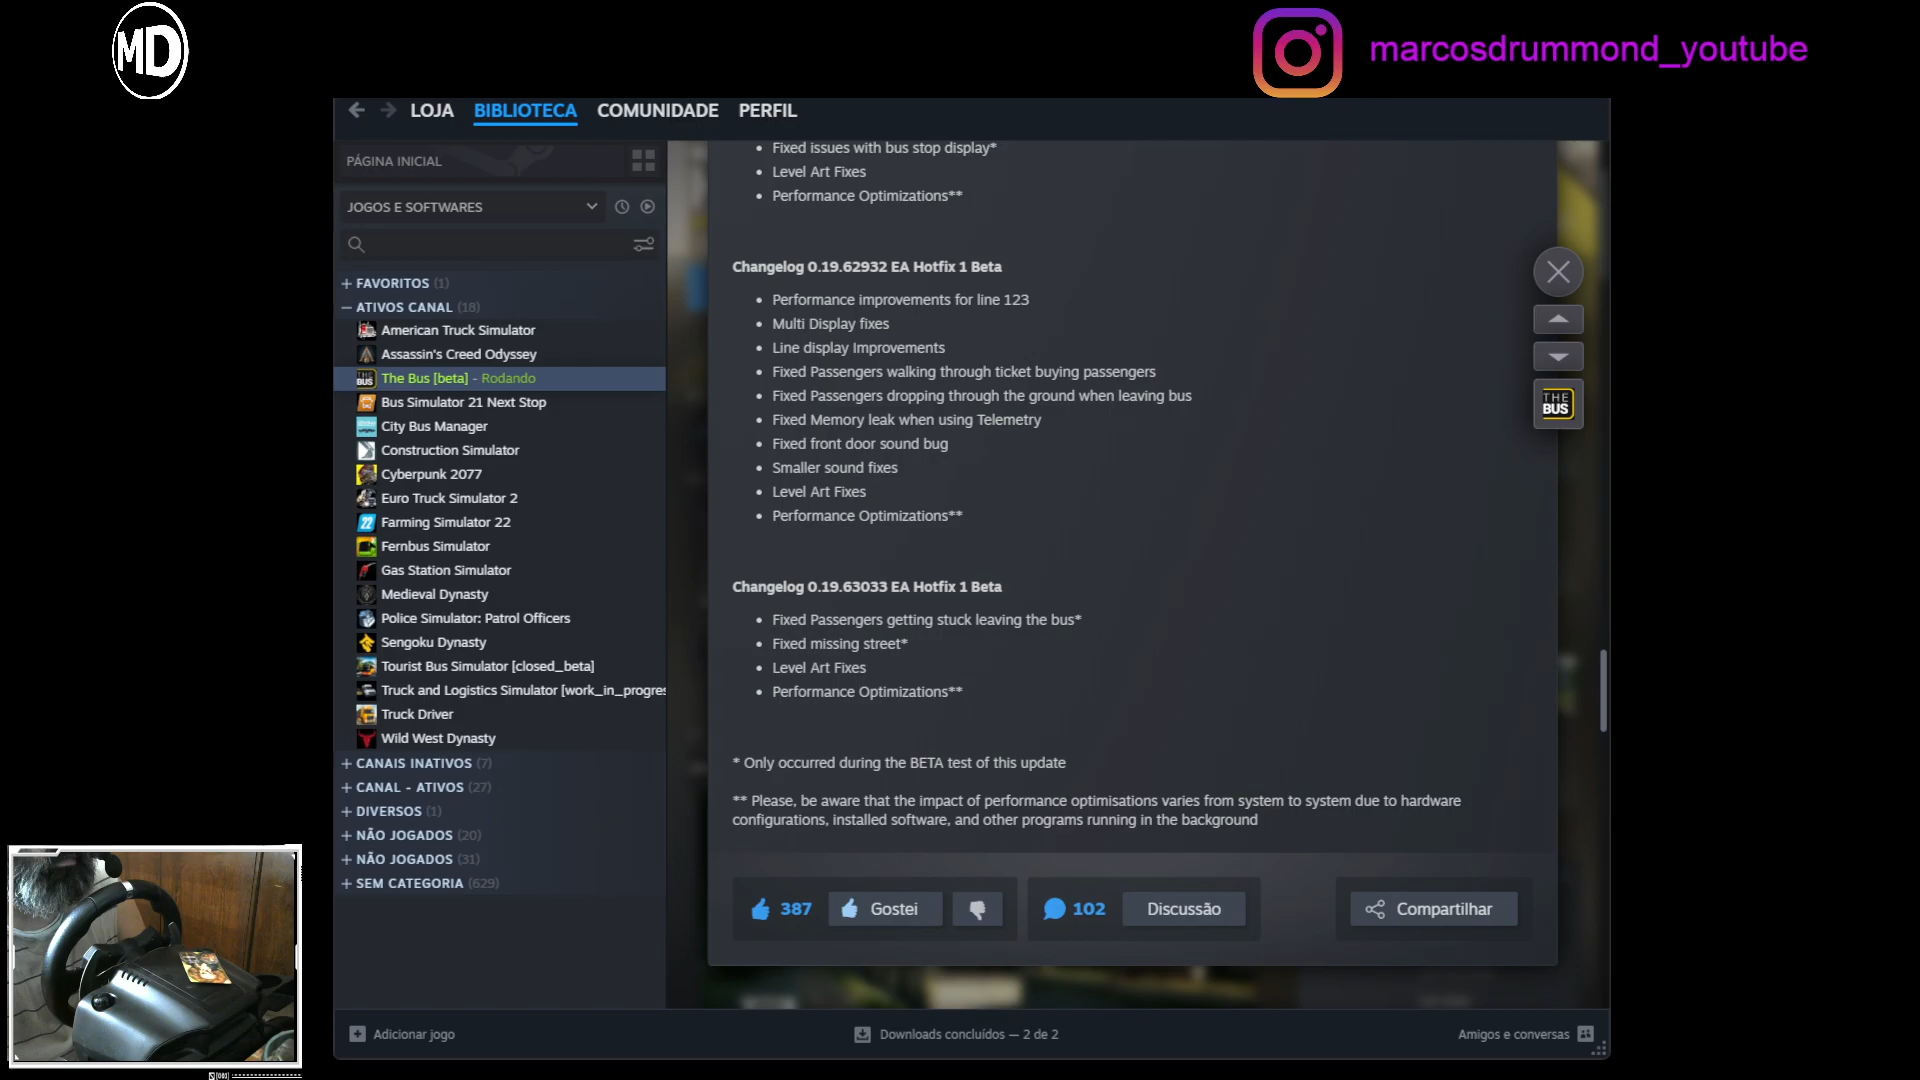 MD
marcosdrummond_youtube
LOJA BIBLIOTECA COMUNIDADE PERFIL
PÁGINA INICIAL
JOGOS E SOFTWARES
+ FAVORITOS (1)
− ATIVOS CANAL (18)
American Truck Simulator
Assassin's Creed Odyssey
THE BUS The Bus [beta] - Rodando
Bus Simulator 21 Next Stop
City Bus Manager
Construction Simulator
Cyberpunk 2077
Euro Truck Simulator 2
22 Farming Simulator 22
Fernbus Simulator
Gas Station Simulator
Medieval Dynasty
Police Simulator: Patrol Officers
Sengoku Dynasty
Tourist Bus Simulator [closed_beta]
Truck and Logistics Simulator [work_in_progres
Truck Driver
Wild West Dynasty
+ CANAIS INATIVOS (7)
+ CANAL - ATIVOS (27)
+ DIVERSOS (1)
+ NÃO JOGADOS (20)
+ NÃO JOGADOS (31)
+ SEM CATEGORIA (629)
• Fixed issues with bus stop display*
• Level Art Fixes
• Performance Optimizations**
Changelog 0.19.62932 EA Hotfix 1 Beta
• Performance improvements for line 123
• Multi Display fixes
• Line display Improvements
• Fixed Passengers walking through ticket buying passengers
• Fixed Passengers dropping through the ground when leaving bus
• Fixed Memory leak when using Telemetry
• Fixed front door sound bug
• Smaller sound fixes
• Level Art Fixes
• Performance Optimizations**
Changelog 0.19.63033 EA Hotfix 1 Beta
• Fixed Passengers getting stuck leaving the bus*
• Fixed missing street*
• Level Art Fixes
• Performance Optimizations**
* Only occurred during the BETA test of this update
** Please, be aware that the impact of performance optimisations varies from system to system due to hardware
configurations, installed software, and other programs running in the background
387 Gostei 102 Discussão Compartilhar
THE
BUS
Adicionar jogo
Downloads concluídos — 2 de 2
Amigos e conversas